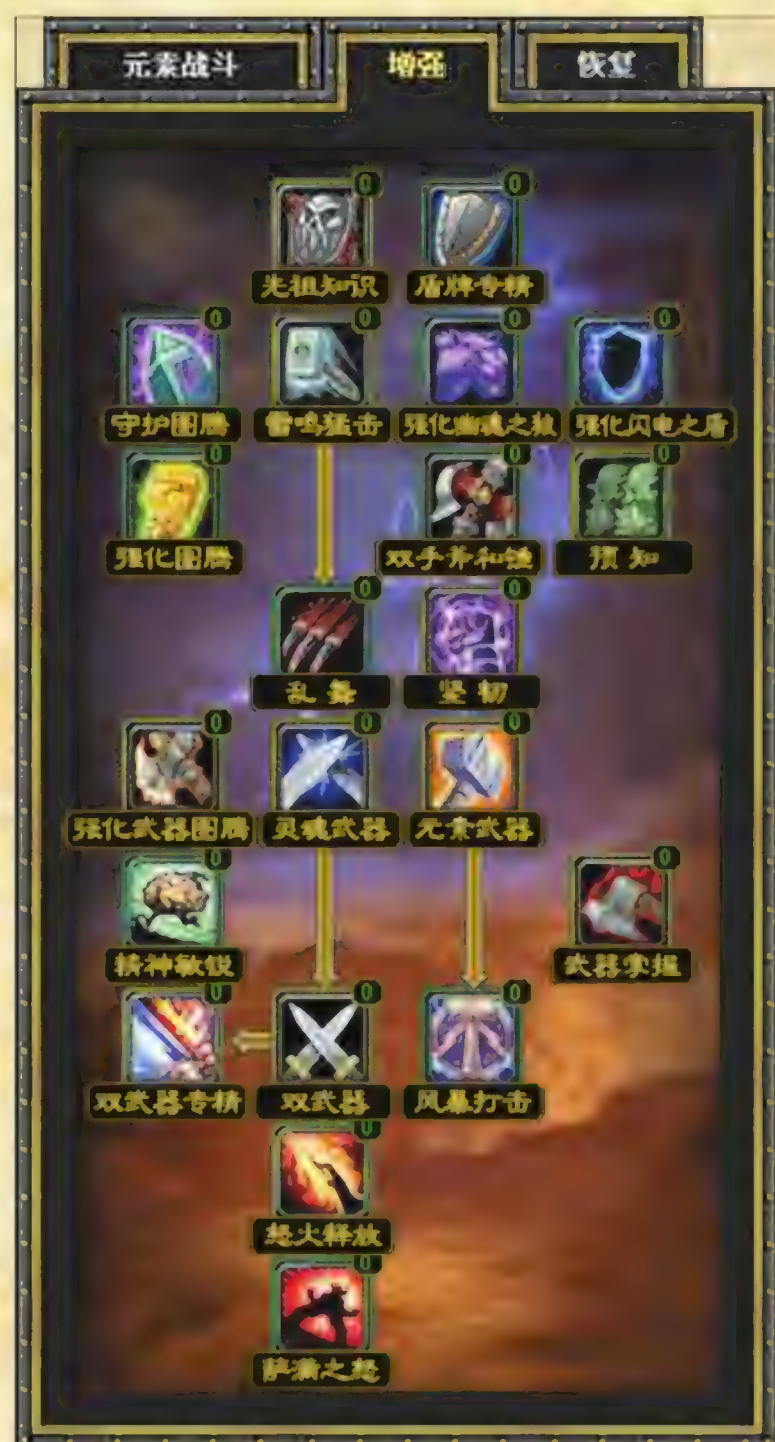 元素战斗 增强 恢复
0 0
先祖知识 盾牌专精
0 0 0 0
守护图腾 雷鸣猛击 强化幽魂之狼 强化闪电之盾
0 0 0
强化图腾 双手斧和锤 预知
0 0
乱舞 坚韧
0 0 0
强化武器图腾 灵魂武器 元素武器
0 0
精神敏锐 武器掌握
0 0 0
双武器专精 双武器 风暴打击
0
怒火释放
0
萨满之怒